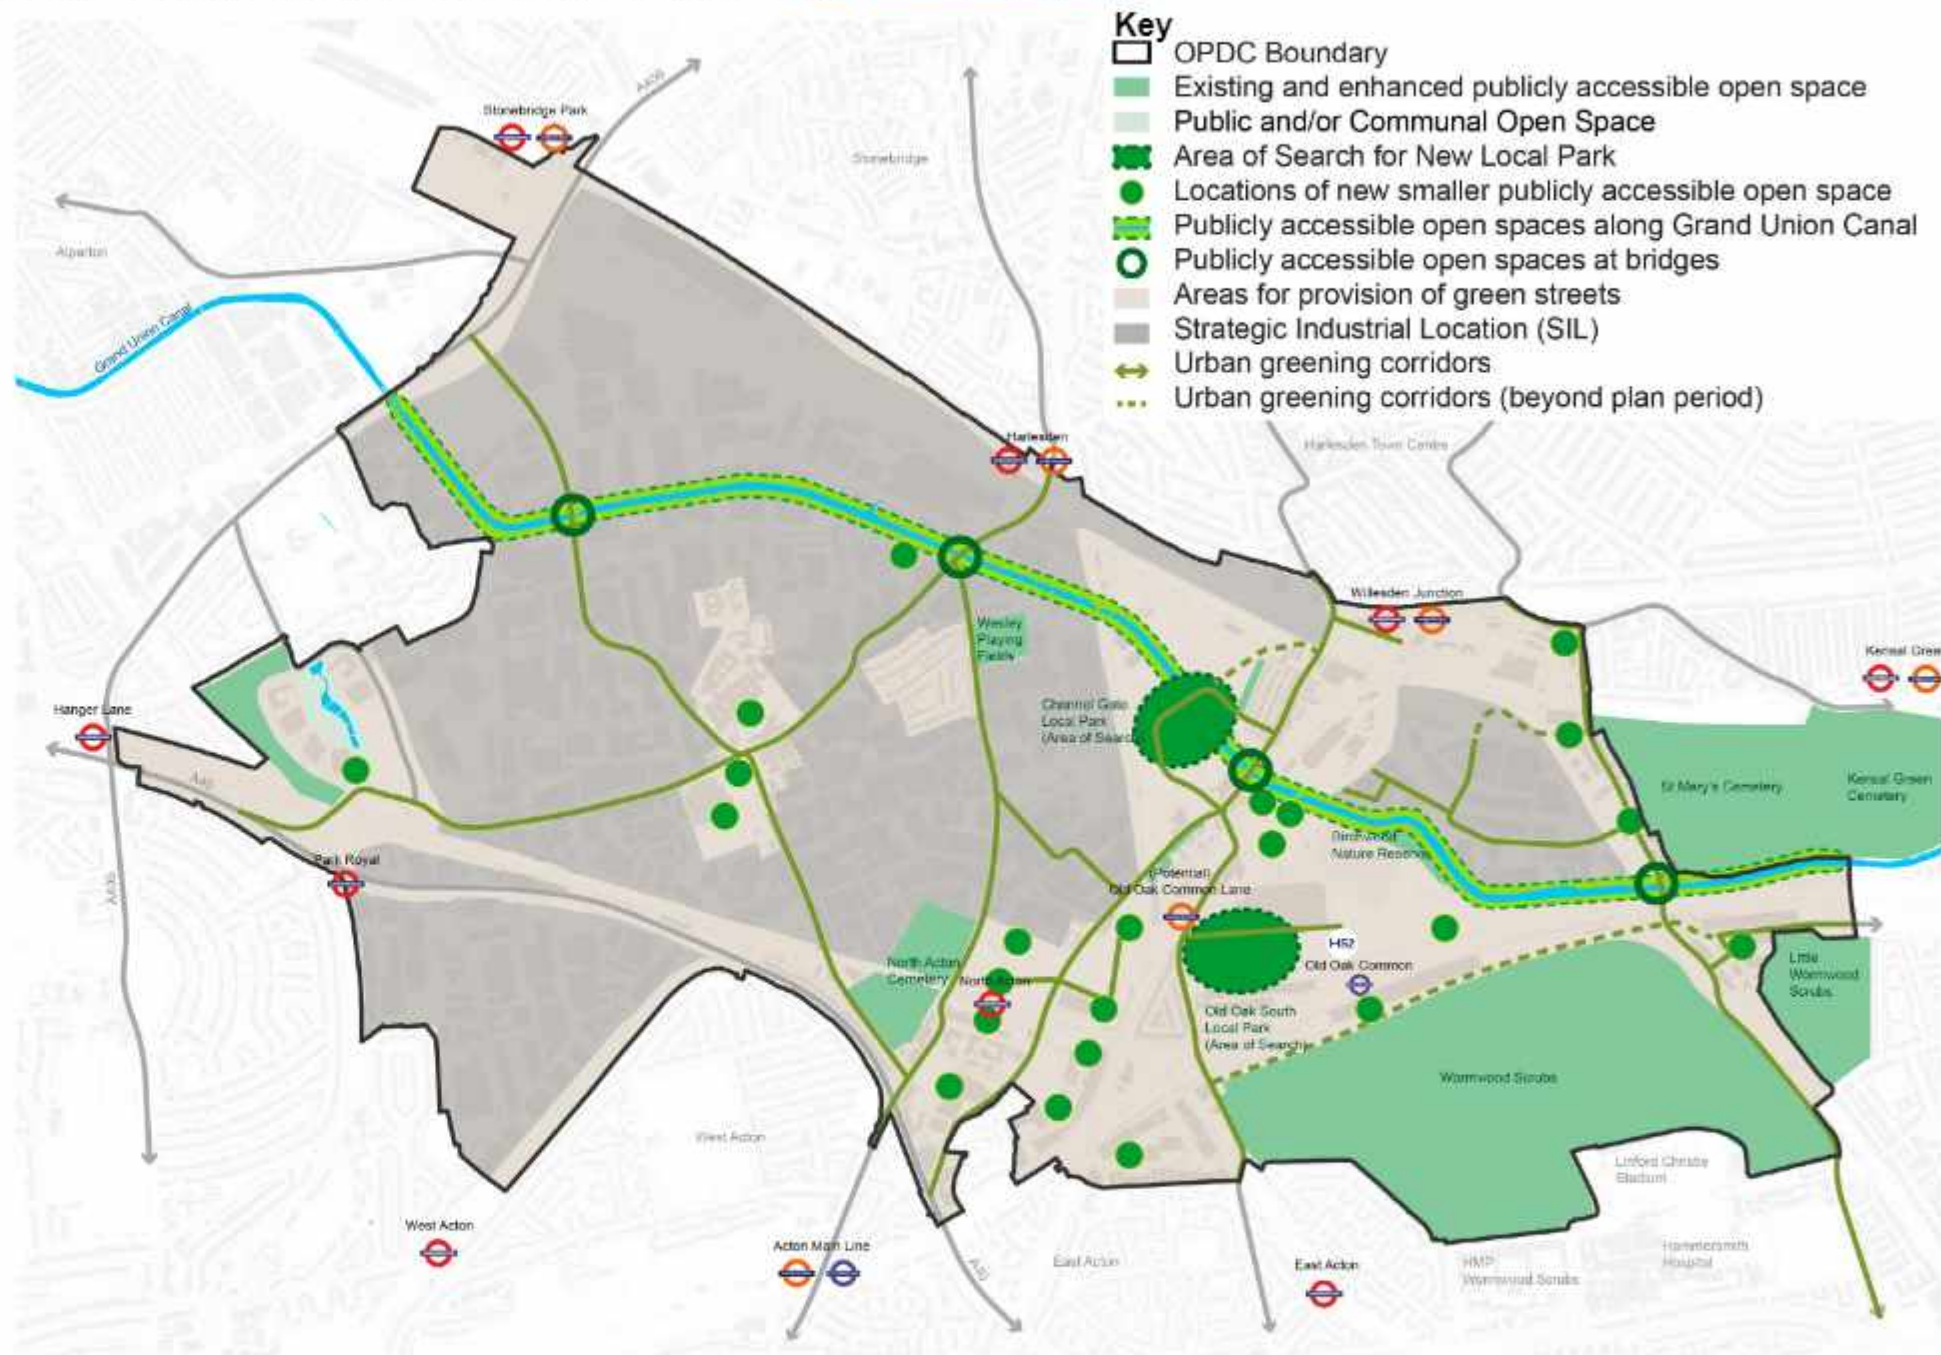 Key
OPDC Boundary
Existing and enhanced publicly accessible open space
Public and/or Communal Open Space
Area of Search for New Local Park
Locations of new smaller publicly accessible open space
Publicly accessible open spaces along Grand Union Canal
Publicly accessible open spaces at bridges
Areas for provision of green streets
Strategic Industrial Location (SIL)
Urban greening corridors
Urban greening corridors (beyond plan period)
A406
Stonebridge Park
Stonebridge
Alperton
Grand Union Canal
Harlesden
Harlesden Town Centre
Willesden Junction
Kensal Gree
Wesley
Playing
Fields
Hanger Lane
A40
Channel Gate
Local Park
(Area of Searc
St Mary's Cemetery
Kensal Green
Cemetery
Birchwood
Nature Reserve
Park Royal
(Potential)
Old Oak Common Lane
HS2
Old Oak Common
North Acton
Cemetery
North Acton
Little
Wormwood
Scrubs
Old Oak South
Local Park
(Area of Search)
Wormwood Scrubs
West Acton
Linford Christie
Stadium
West Acton
Acton Main Line
East Acton
East Acton
HMP
Wormwood Scrubs
Hammersmith
Hospital